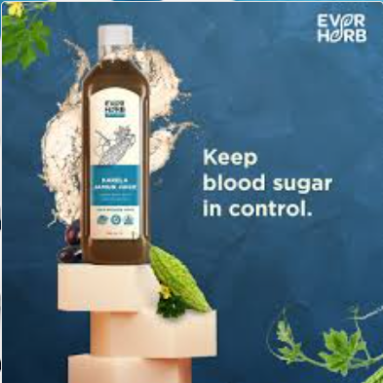 EVER
HERB
EVER
HERB
KARELA
JAMUN JUICE
Keep
blood sugar
in control.